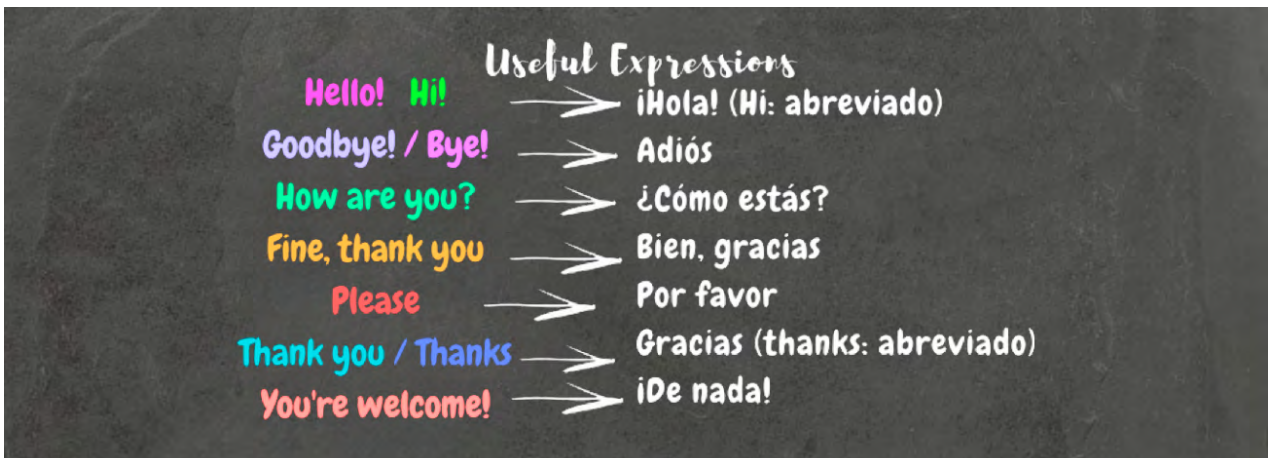 Useful Expressions
Hello! Hi! ¡Hola! (Hi: abreviado)
Goodbye! / Bye! Adiós
How are you? ¿Cómo estás?
Fine, thank you Bien, gracias
Please Por favor
Thank you / Thanks Gracias (thanks: abreviado)
You're welcome! ¡De nada!